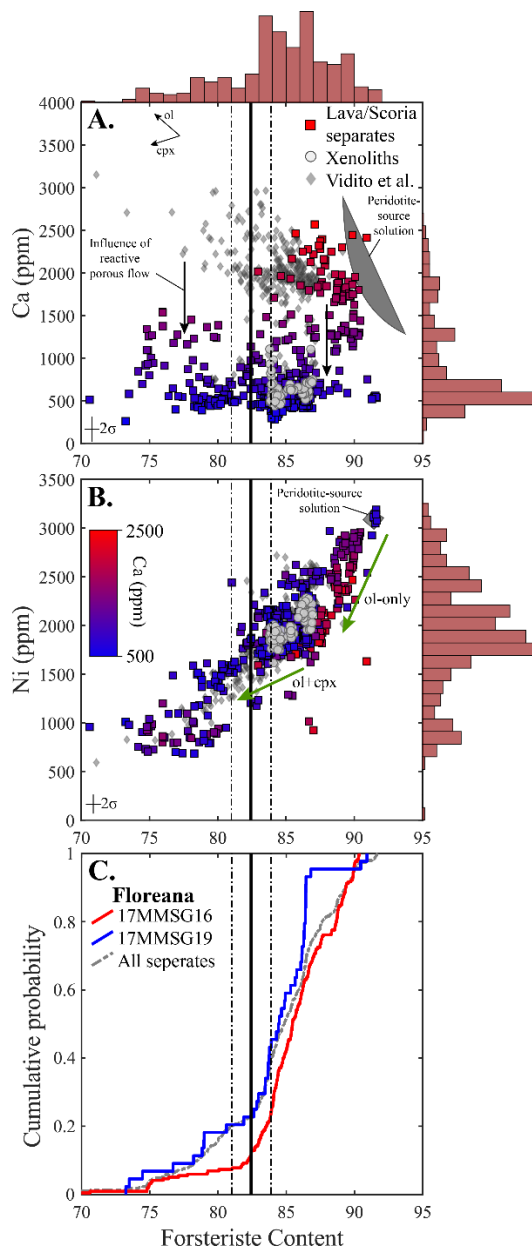 A.
ol
cpx
Lava/Scoria
separates
Xenoliths
Vidito et al.
Peridotite-
source
solution
Influence of
reactive
porous flow
2σ
Ca (ppm)
4000
3500
3000
2500
2000
1500
1000
500
0
70 75 80 85 90 95
B.
2500
Ca (ppm)
500
Peridotite-source
solution
ol-only
ol+cpx
2σ
Ni (ppm)
3500
3000
2500
2000
1500
1000
500
0
70 75 80 85 90 95
C.
Floreana
17MMSG16
17MMSG19
All seperates
Cumulative probability
1
0.8
0.6
0.4
0.2
0
70 75 80 85 90 95
Forsteriste Content